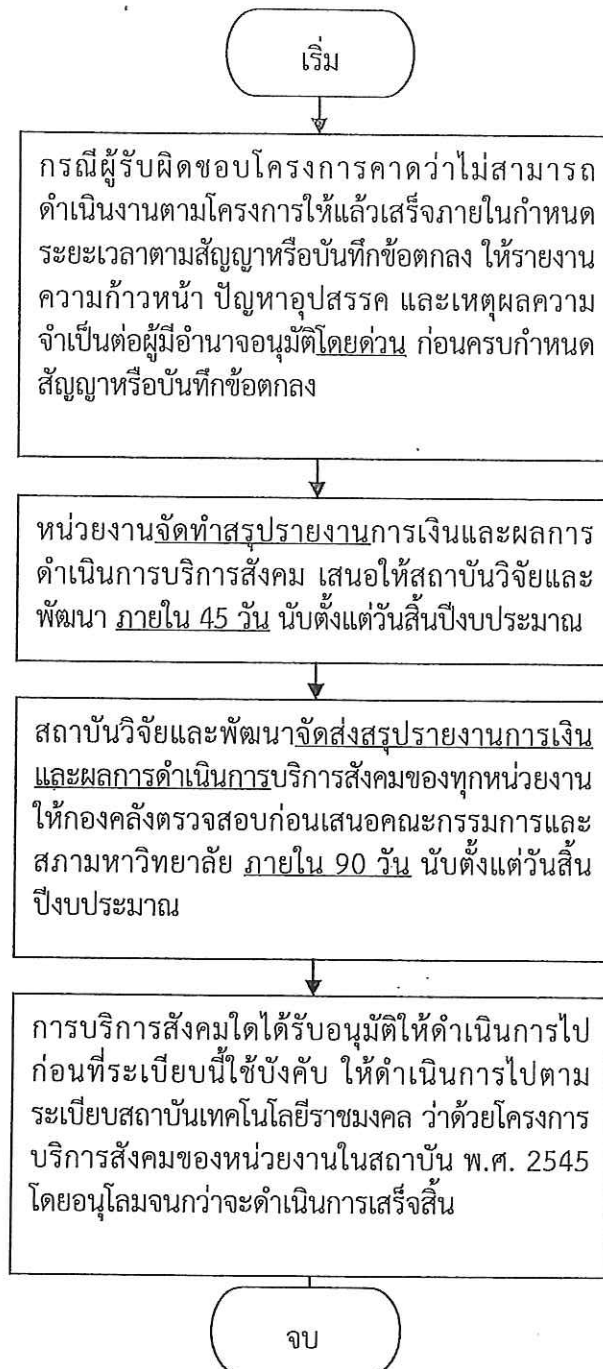 เริ่ม
กรณีผู้รับผิดชอบโครงการคาดว่าไม่สามารถ
ดำเนินงานตามโครงการให้แล้วเสร็จภายในกำหนด
ระยะเวลาตามสัญญาหรือบันทึกข้อตกลง ให้รายงาน
ความก้าวหน้า ปัญหาอุปสรรค และเหตุผลความ
จำเป็นต่อผู้มีอำนาจอนุมัติโดยด่วน ก่อนครบกำหนด
สัญญาหรือบันทึกข้อตกลง
หน่วยงานจัดทำสรุปรายงานการเงินและผลการ
ดำเนินการบริการสังคม เสนอให้สถาบันวิจัยและ
พัฒนา ภายใน 45 วัน นับตั้งแต่วันสิ้นปีงบประมาณ
สถาบันวิจัยและพัฒนาจัดส่งสรุปรายงานการเงิน
และผลการดำเนินการบริการสังคมของทุกหน่วยงาน
ให้กองคลังตรวจสอบก่อนเสนอคณะกรรมการและ
สภามหาวิทยาลัย ภายใน 90 วัน นับตั้งแต่วันสิ้น
ปีงบประมาณ
การบริการสังคมใดได้รับอนุมัติให้ดำเนินการไป
ก่อนที่ระเบียบนี้ใช้บังคับ ให้ดำเนินการไปตาม
ระเบียบสถาบันเทคโนโลยีราชมงคล ว่าด้วยโครงการ
บริการสังคมของหน่วยงานในสถาบัน พ.ศ. 2545
โดยอนุโลมจนกว่าจะดำเนินการเสร็จสิ้น
จบ